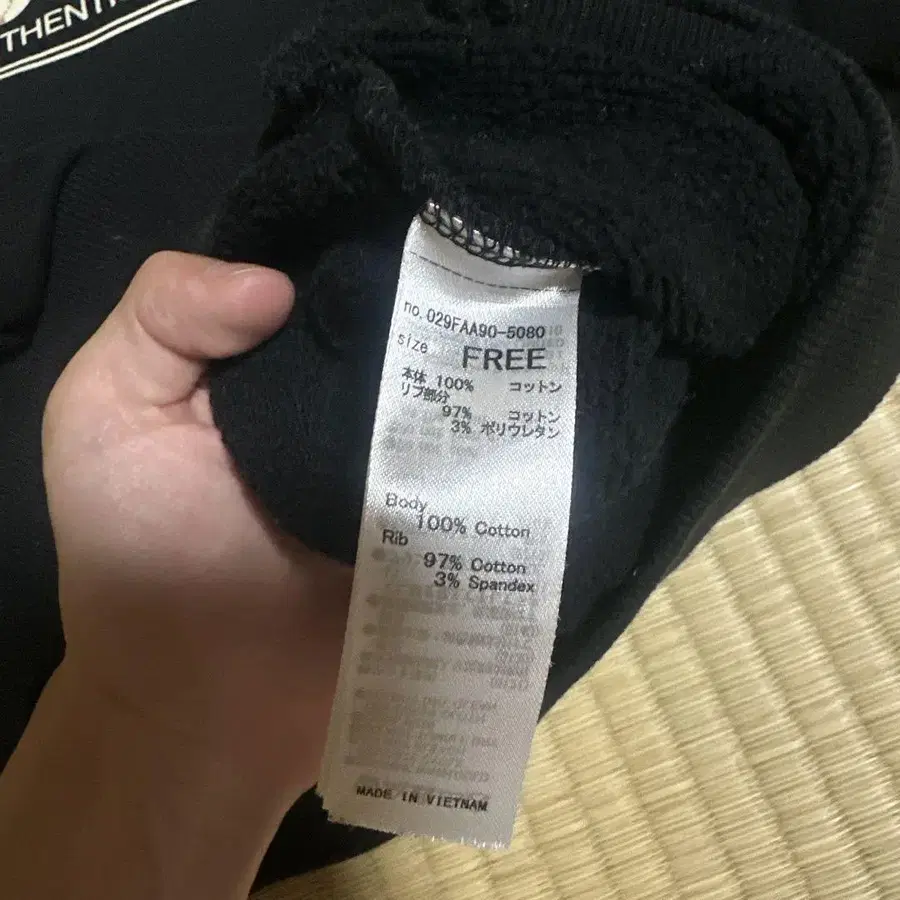 THENTI
no. 029FAA90-5080
size FREE
本体 100% コットン
リブ部分
97% コットン
3% ポリウレタン
Body
100% Cotton
Rib
97% Cotton
3% Spandex
MADE IN VIETNAM